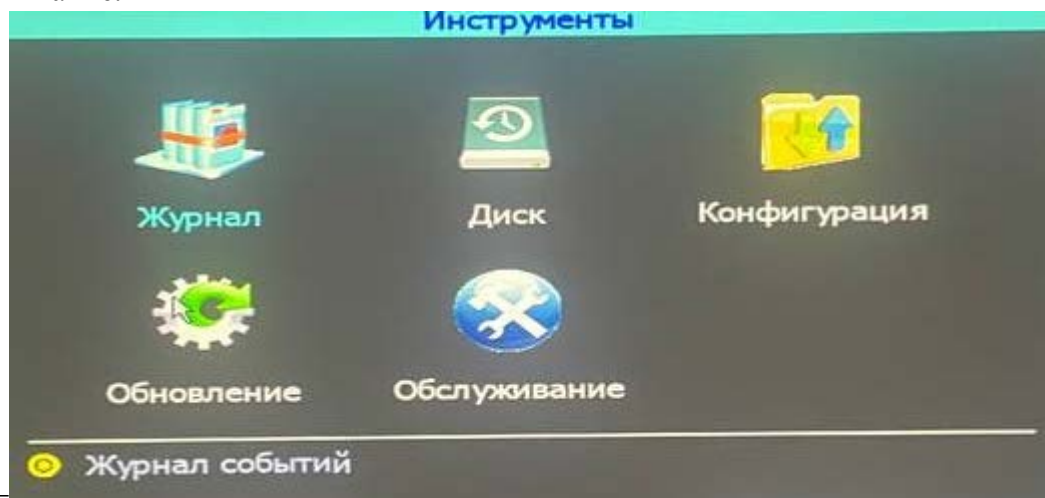 Инструменты
Журнал
Диск
Конфигурация
Обновление
Обслуживание
Журнал событий